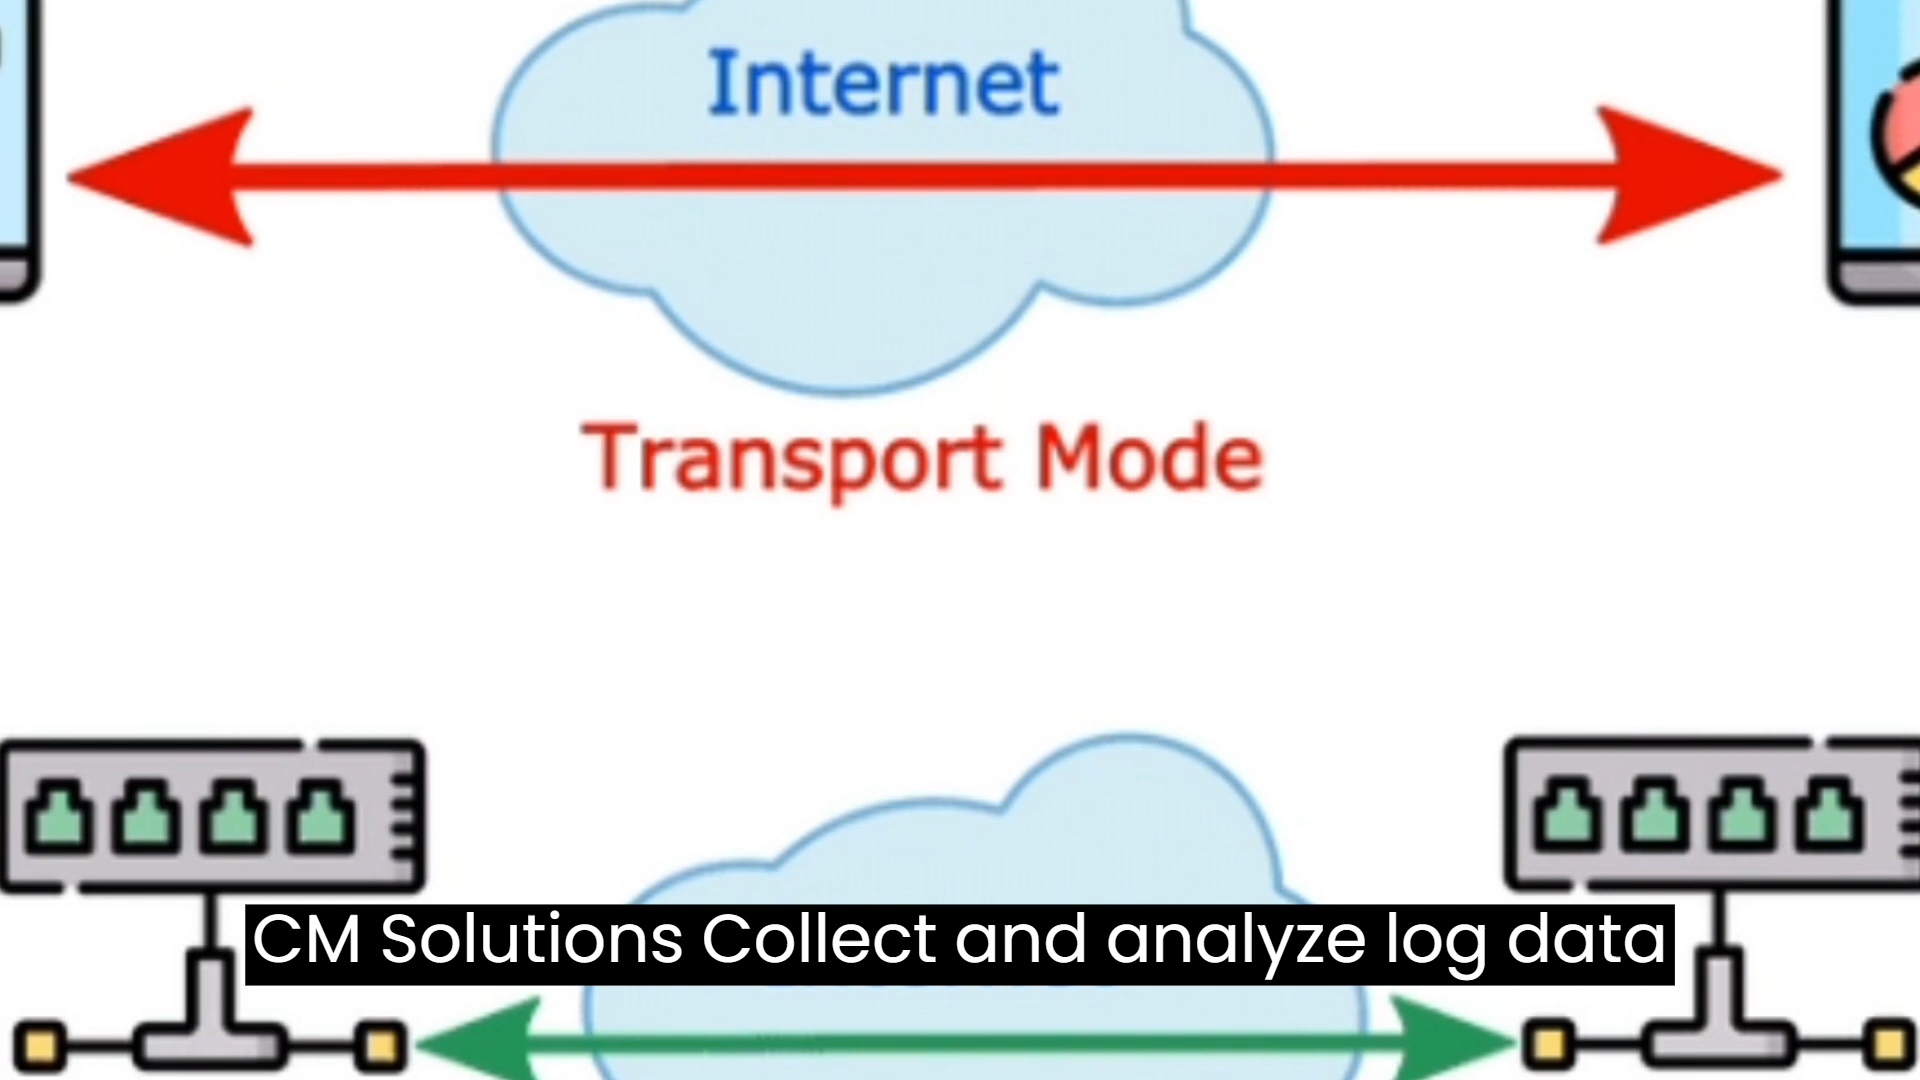 Internet
Transport Mode
CM Solutions Collect and analyze log data